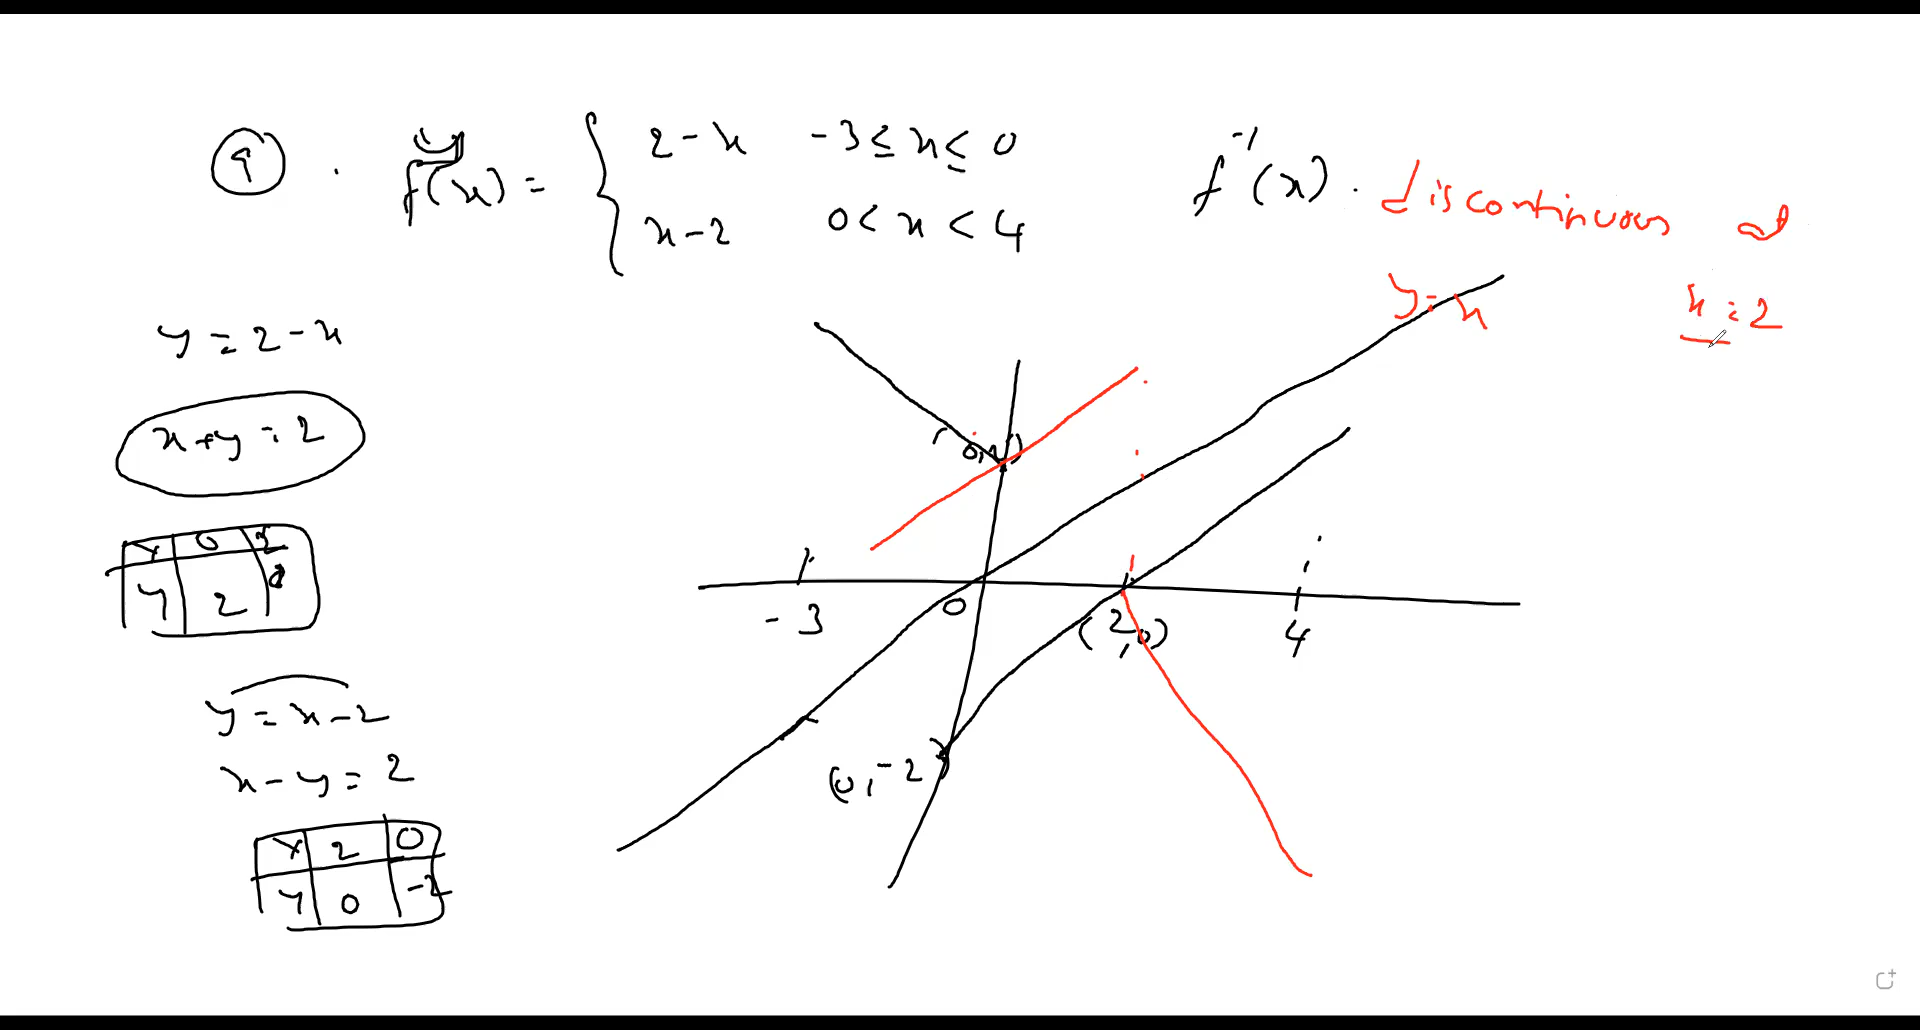 9. f(x) = { 2-x   -3 ≤ x ≤ 0
x-2   0 < x < 4
f⁻¹(x). discontinuous at
x = 2
y = 2-x
x+y = 2
x 0 2
y 2 0
y = x-2
x-y = 2
x 2 0
y 0 -2
y = x
(0,2)
-3 0 (2,0) 4
(0,-2)